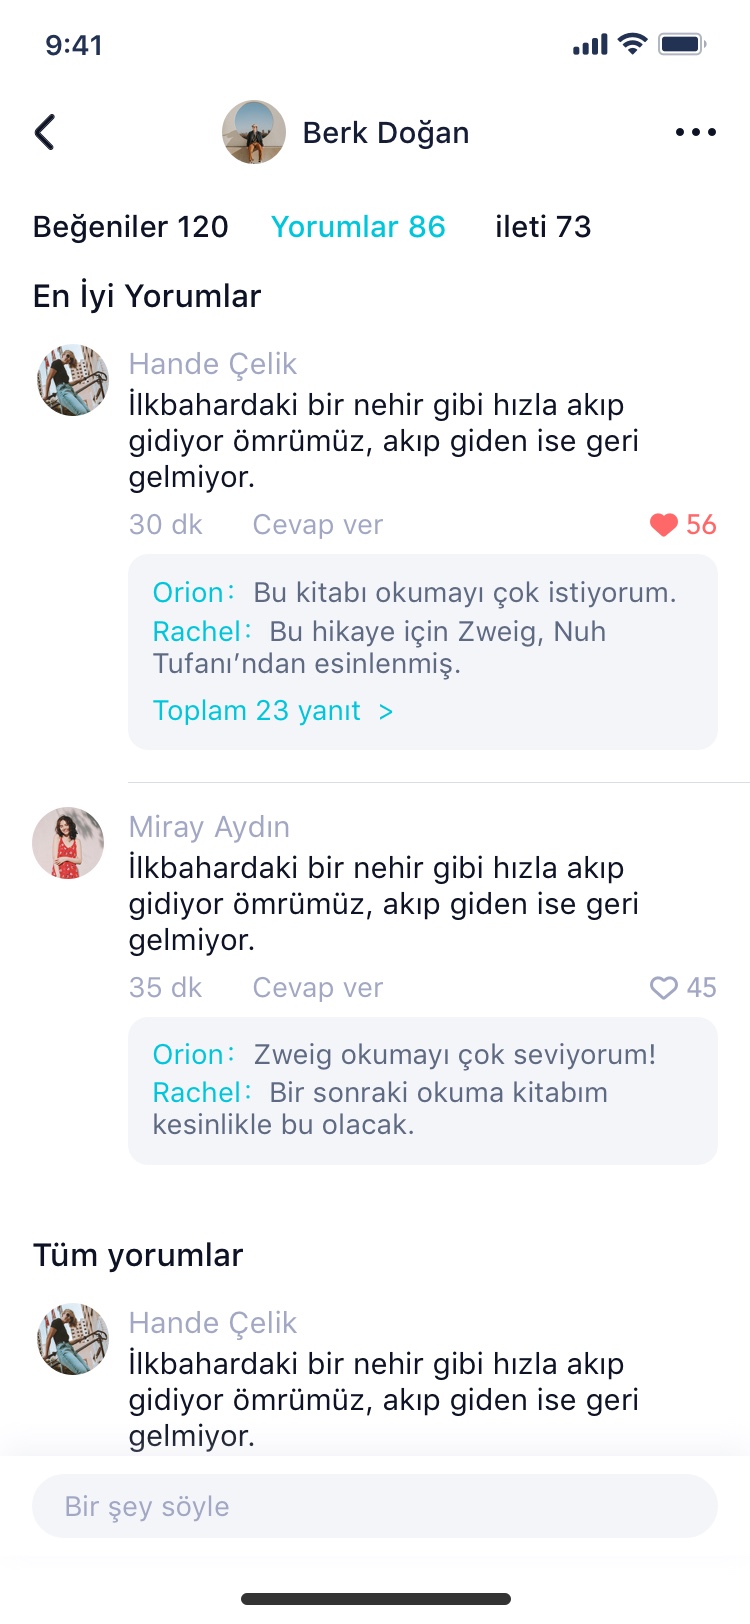 9:41
Berk Doğan
Beğeniler 120 Yorumlar 86 ileti 73
En İyi Yorumlar
Hande Çelik
İlkbahardaki bir nehir gibi hızla akıp
gidiyor ömrümüz, akıp giden ise geri
gelmiyor.
30 dk Cevap ver 56
Orion: Bu kitabı okumayı çok istiyorum.
Rachel: Bu hikaye için Zweig, Nuh
Tufanı’ndan esinlenmiş.
Toplam 23 yanıt >
Miray Aydın
İlkbahardaki bir nehir gibi hızla akıp
gidiyor ömrümüz, akıp giden ise geri
gelmiyor.
35 dk Cevap ver 45
Orion: Zweig okumayı çok seviyorum!
Rachel: Bir sonraki okuma kitabım
kesinlikle bu olacak.
Tüm yorumlar
Hande Çelik
İlkbahardaki bir nehir gibi hızla akıp
gidiyor ömrümüz, akıp giden ise geri
gelmiyor.
Bir şey söyle